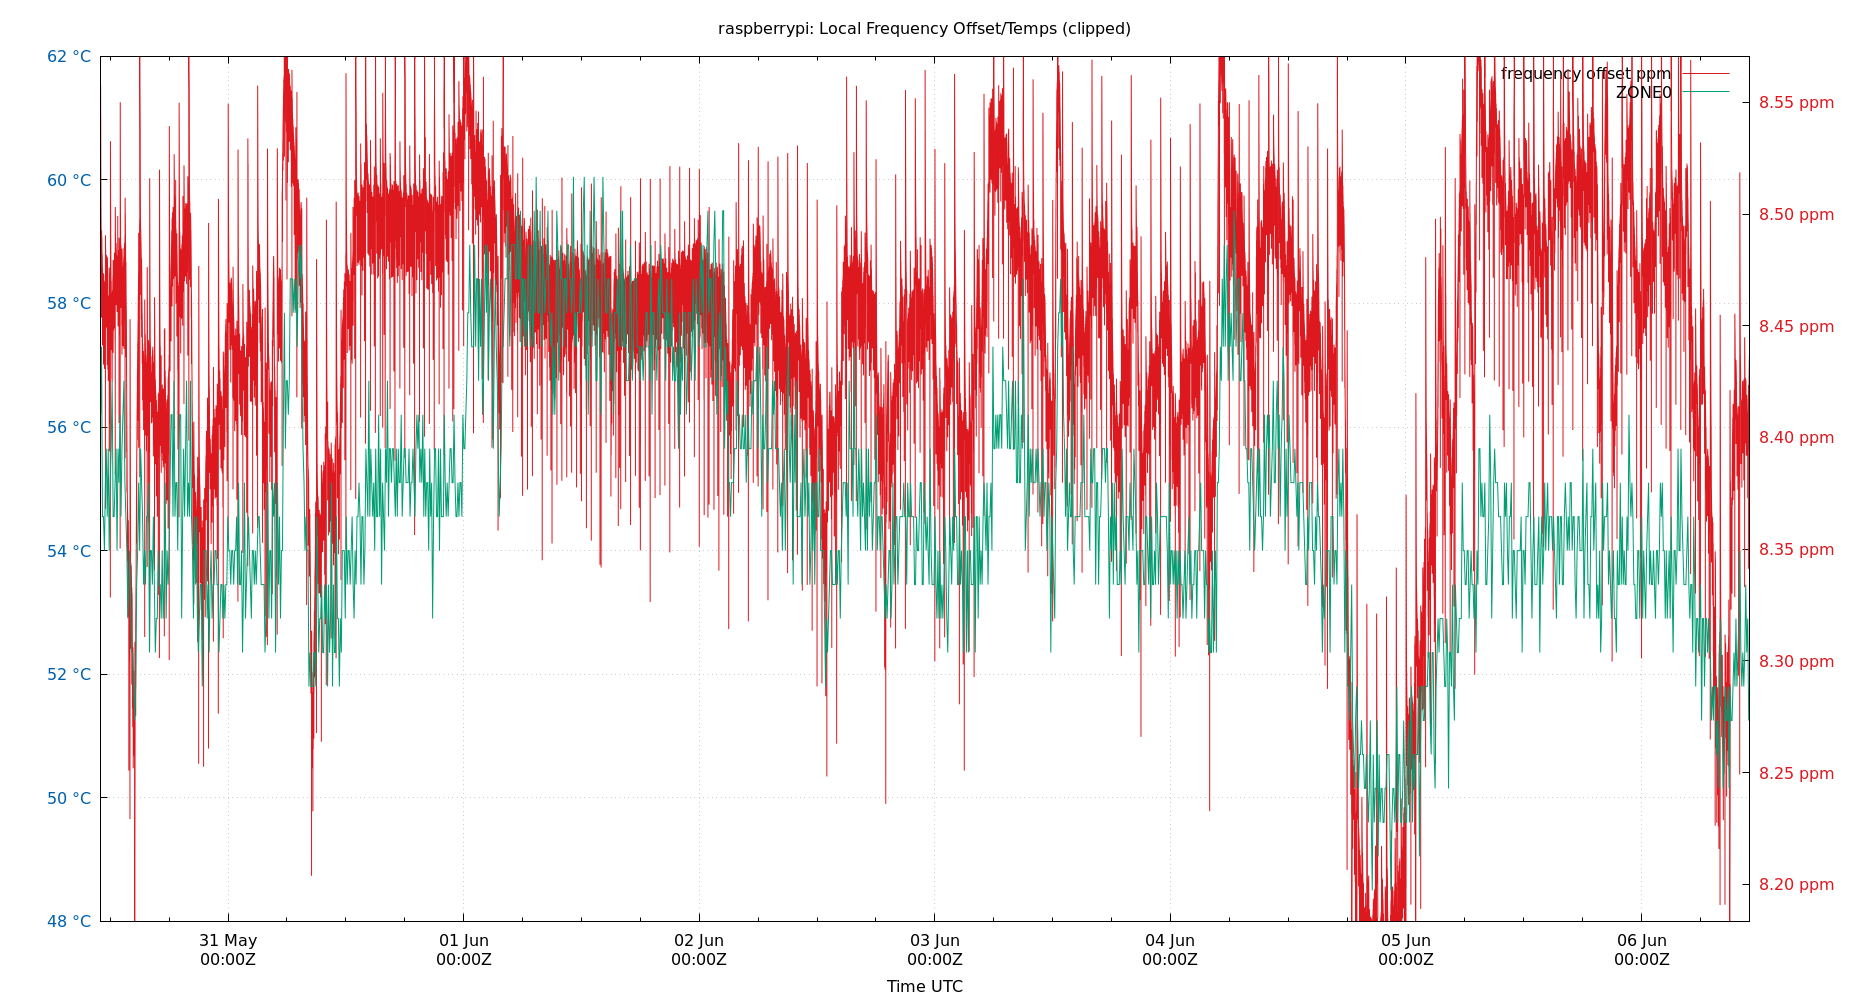 raspberrypi: Local Frequency Offset/Temps (clipped)
62 °C
60 °C
58 °C
56 °C
54 °C
52 °C
50 °C
48 °C
frequency offset ppm
ZONE0
8.55 ppm
8.50 ppm
8.45 ppm
8.40 ppm
8.35 ppm
8.30 ppm
8.25 ppm
8.20 ppm
31 May
00:00Z
01 Jun
00:00Z
02 Jun
00:00Z
03 Jun
00:00Z
04 Jun
00:00Z
05 Jun
00:00Z
06 Jun
00:00Z
Time UTC